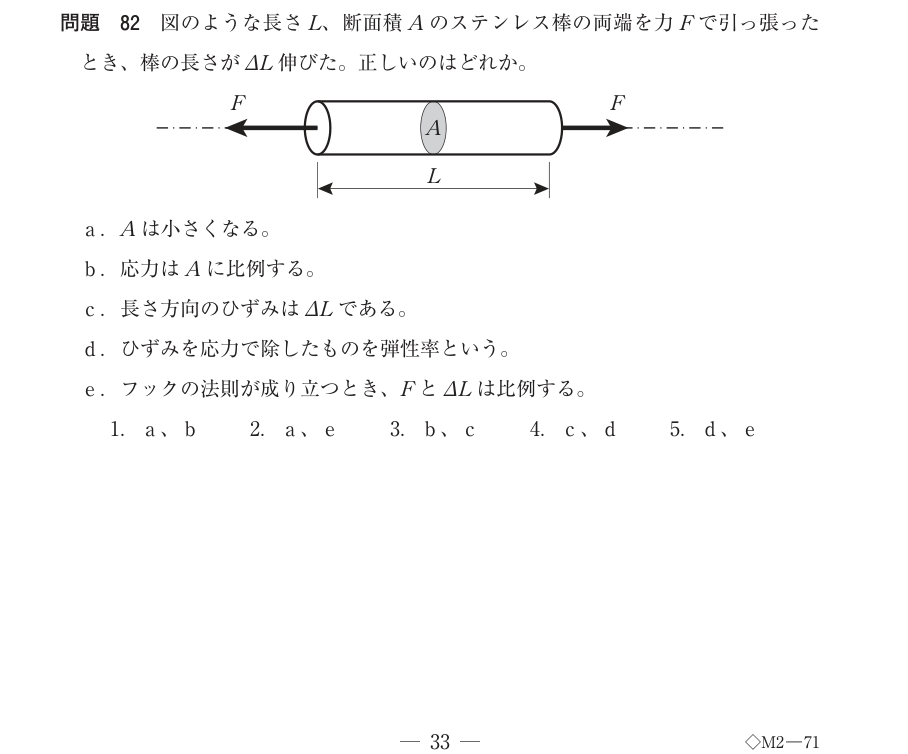 問題 82 図のような長さ L、断面積 A のステンレス棒の両端を力 F で引っ張った
とき、棒の長さが ΔL 伸びた。正しいのはどれか。
F F
A
L
a. A は小さくなる。
b. 応力は A に比例する。
c. 長さ方向のひずみは ΔL である。
d. ひずみを応力で除したものを弾性率という。
e. フックの法則が成り立つとき、F と ΔL は比例する。
1. a、b 2. a、e 3. b、c 4. c、d 5. d、e
— 33 — ◇M2—71